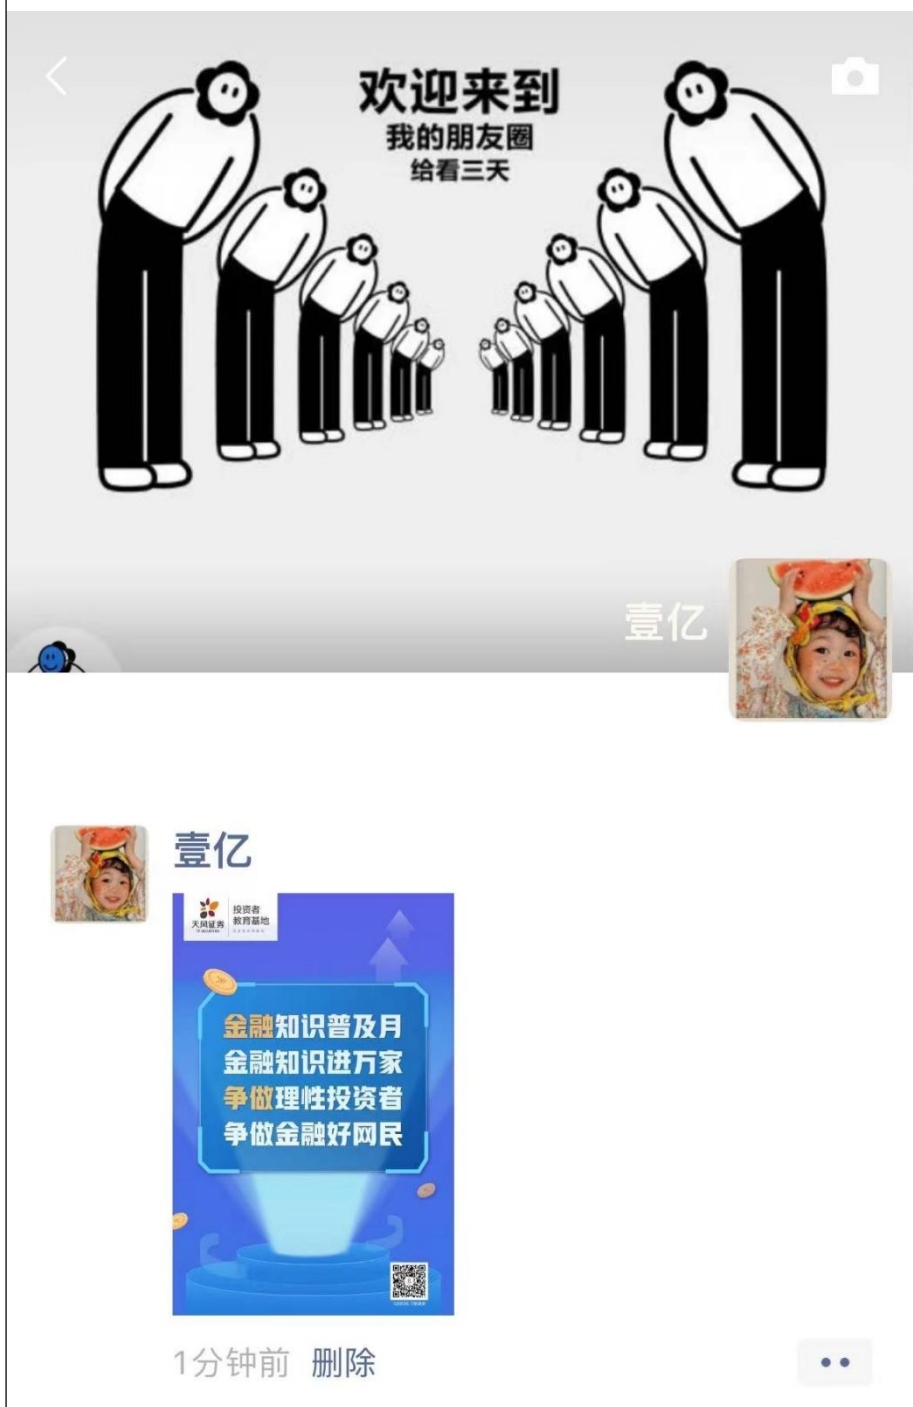 欢迎来到
我的朋友圈
给看三天
壹亿
壹亿
天风证券
投资者
教育基地
金融知识普及月
金融知识进万家
争做理性投资者
争做金融好网民
1分钟前 删除